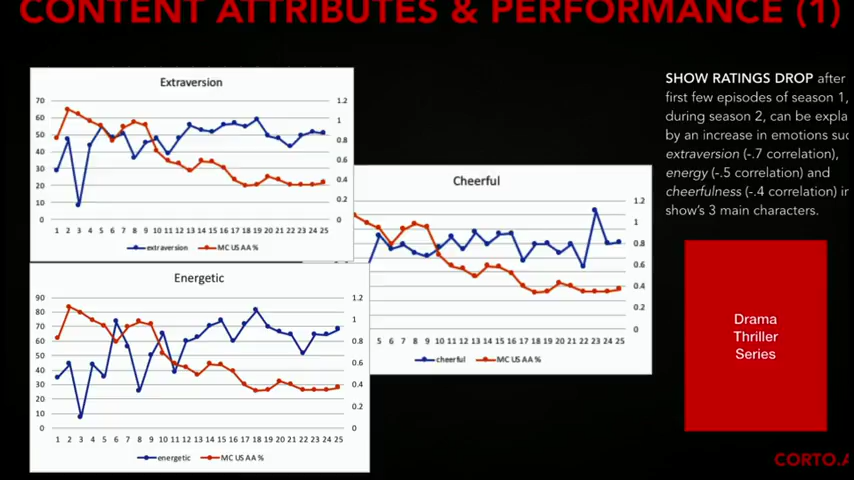 CONTENT ATTRIBUTES & PERFORMANCE (1)
Extraversion
70
60
50
40
30
20
10
0
1.2
1
0.8
0.6
0.4
0.2
0
1 2 3 4 5 6 7 8 9 10 11 12 13 14 15 16 17 18 19 20 21 22 23 24 25
extraversion MC US AA %
Cheerful
1.2
1
0.8
0.6
0.4
0.2
0
5 6 7 8 9 10 11 12 13 14 15 16 17 18 19 20 21 22 23 24 25
cheerful MC US AA %
Energetic
90
80
70
60
50
40
30
20
10
0
1.2
1
0.8
0.6
0.4
0.2
0
1 2 3 4 5 6 7 8 9 10 11 12 13 14 15 16 17 18 19 20 21 22 23 24 25
energetic MC US AA %
SHOW RATINGS DROP after
first few episodes of season 1,
during season 2, can be expla
by an increase in emotions suc
extraversion (-.7 correlation),
energy (-.5 correlation) and
cheerfulness (-.4 correlation) in
show's 3 main characters.
Drama
Thriller
Series
CORTO.A